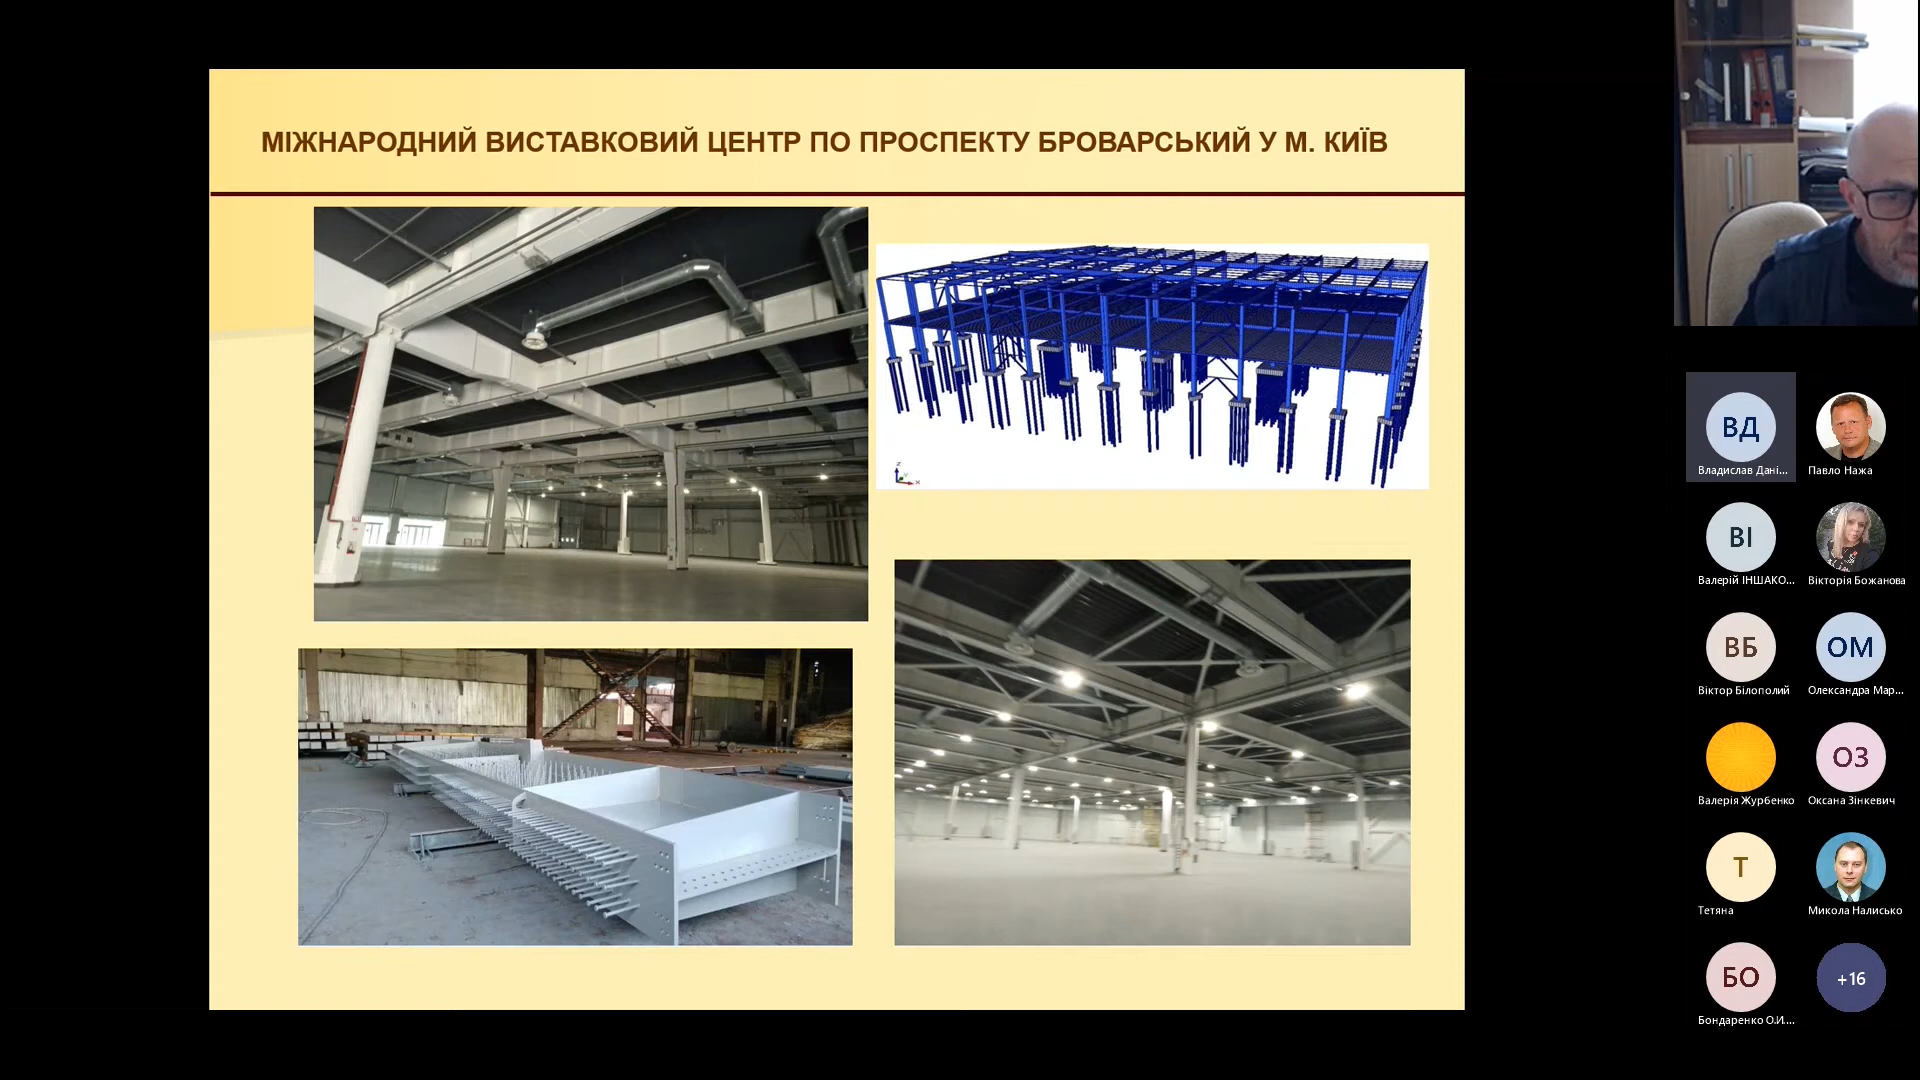 МІЖНАРОДНИЙ ВИСТАВКОВИЙ ЦЕНТР ПО ПРОСПЕКТУ БРОВАРСЬКИЙ У М. КИЇВ
Z
Y
X
ВД
Владислав Дані...
Павло Нажа
ВІ
Валерій ІНШАКО...
Вікторія Божанова
ВБ
Віктор Білополий
ОМ
Олександра Мар...
Валерія Журбенко
ОЗ
Оксана Зінкевич
Т
Тетяна
Микола Налисько
БО
Бондаренко О.И....
+16